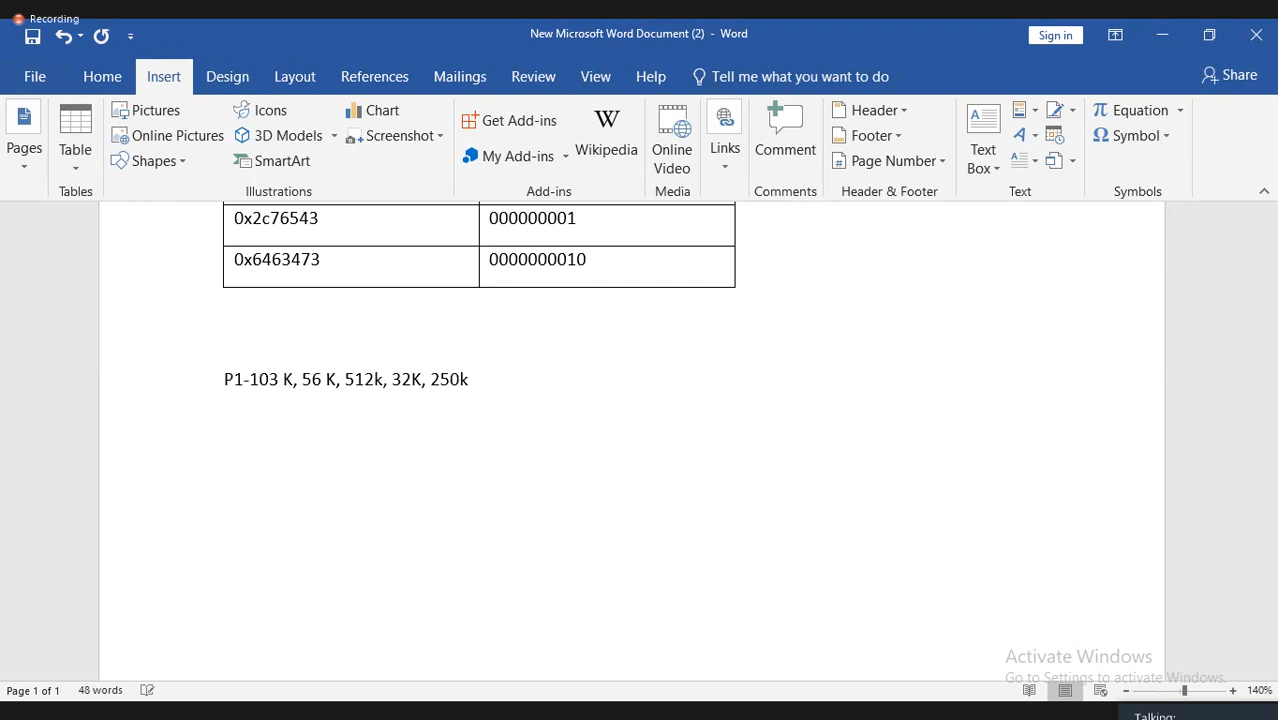 Recording
New Microsoft Word Document (2) - Word
Sign in
File Home Insert Design Layout References Mailings Review View Help Tell me what you want to do Share
Pages
Table
Tables
Pictures
Online Pictures
Shapes
Icons
3D Models
SmartArt
Chart
Screenshot
Illustrations
Get Add-ins
My Add-ins
W
Wikipedia
Add-ins
Online
Video
Media
Links
Comment
Comments
Header
Footer
Page Number
Header & Footer
Text
Box
Text
Equation
Symbol
Symbols
0x2c76543 000000001
0x6463473 0000000010
P1-103 K, 56 K, 512k, 32K, 250k
Activate Windows
Go to Settings to activate Windows.
Page 1 of 1 48 words 140%
Talking: